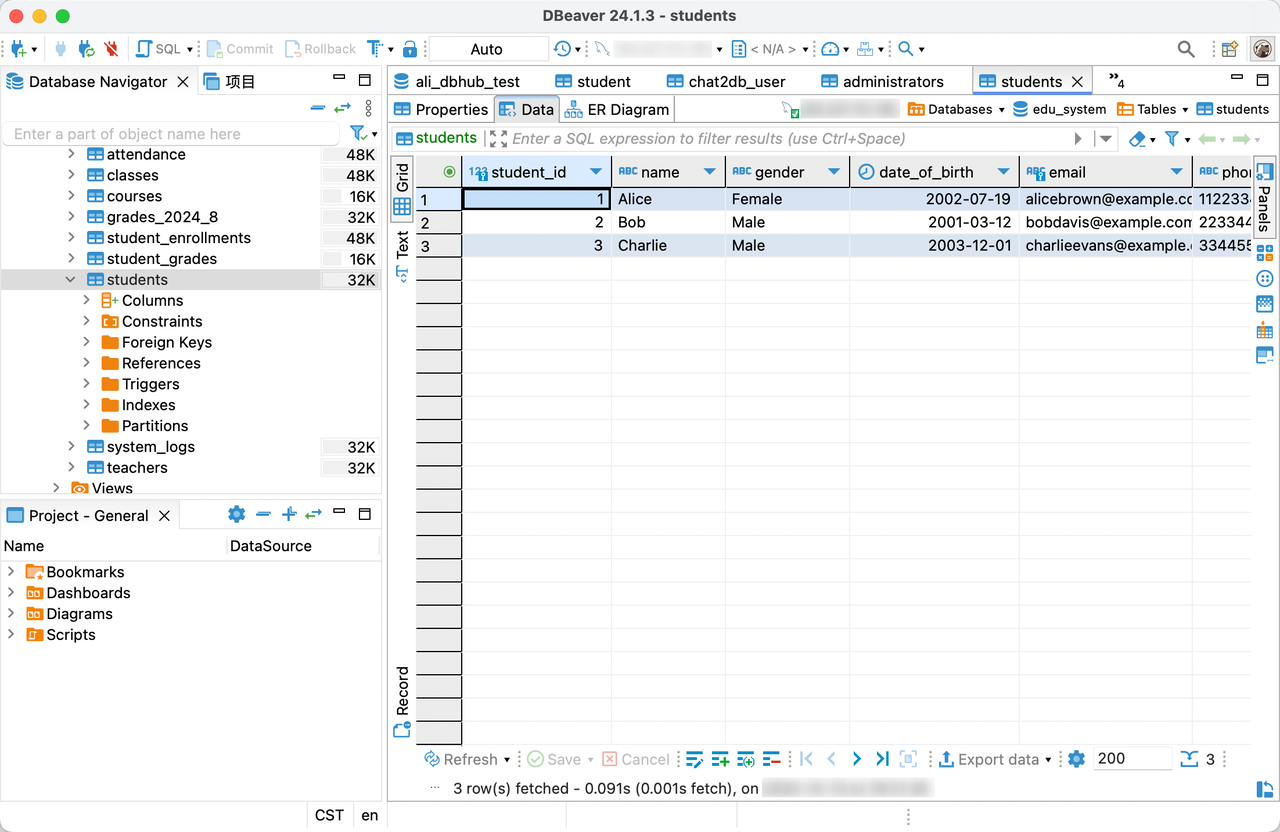 DBeaver 24.1.3 - students
SQL Commit Rollback Auto < N/A >
Database Navigator 项目
Enter a part of object name here
attendance 48K
classes 48K
courses 16K
grades_2024_8 32K
student_enrollments 48K
student_grades 16K
students 32K
Columns
Constraints
Foreign Keys
References
Triggers
Indexes
Partitions
system_logs 32K
teachers 32K
Views
Project - General
Name DataSource
Bookmarks
Dashboards
Diagrams
Scripts
ali_dbhub_test student chat2db_user administrators students »4
Properties Data ER Diagram Databases edu_system Tables students
students Enter a SQL expression to filter results (use Ctrl+Space)
Grid
Text
Record
Panels
123 student_id ABC name ABC gender date_of_birth ABC email ABC phon
1 1 Alice Female 2002-07-19 alicebrown@example.co 1122334
2 2 Bob Male 2001-03-12 bobdavis@example.com 223344
3 3 Charlie Male 2003-12-01 charlieevans@example. 334455
Refresh Save Cancel Export data 200 3
... 3 row(s) fetched - 0.091s (0.001s fetch), on
CST en